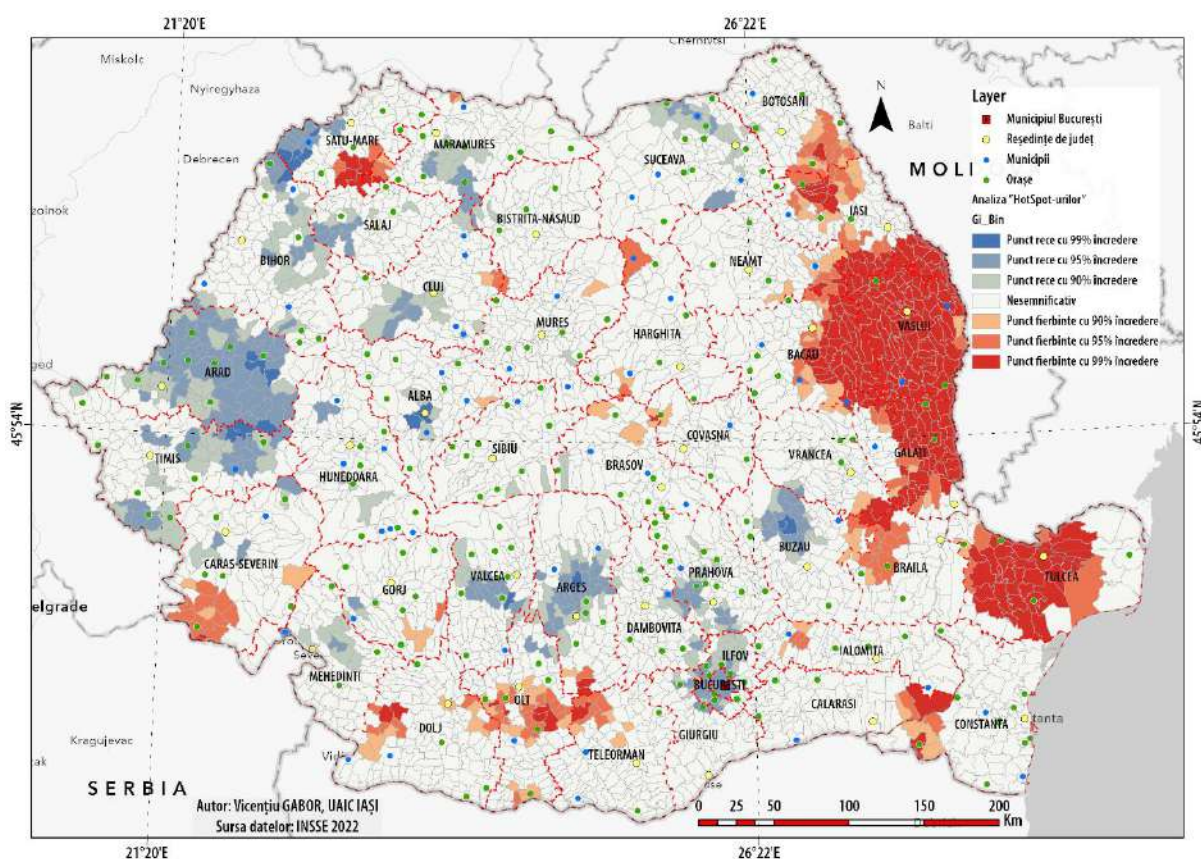 21°20'E
26°22'E
Miskolc
Chernivtsi
Nyiregyhaza
BOTOSANI
N
Layer
Municipiul București
Reședințe de județ
Municipii
Orașe
Analiza "HotSpot-urilor"
Gi_Bin
Punct rece cu 99% încredere
Punct rece cu 95% încredere
Punct rece cu 90% încredere
Nesemnificativ
Punct fierbinte cu 90% încredere
Punct fierbinte cu 95% încredere
Punct fierbinte cu 99% încredere
Balti
SATU-MARE
MARAMURES
SUCEAVA
Debrecen
MOL
zolnok
IASI
BISTRITA-NASAUD
SALAJ
BIHOR
NEAMT
CLUJ
MURES
HARGHITA
VASLUI
BACAU
ARAD
ALBA
45°54'N
45°54'N
COVASNA
SIBIU
TIMIS
BRASOV
VRANCEA
GALATI
HUNEDOARA
BUZAU
CARAS-SEVERIN
VALCEA
ARGES
PRAHOVA
BRAILA
TULCEA
GORJ
elgrade
DAMBOVITA
ILFOV
IALOMITA
MEHEDINTI
BUCURESTI
OLT
CALARASI
CONSTANTA
DOLJ
GIURGIU
TELEORMAN
Kragujevac
SERBIA
Autor: Vicențiu GABOR, UAIC IAȘI
Sursa datelor: INSSE 2022
0 25 50 100 150 200
Km
21°20'E
26°22'E